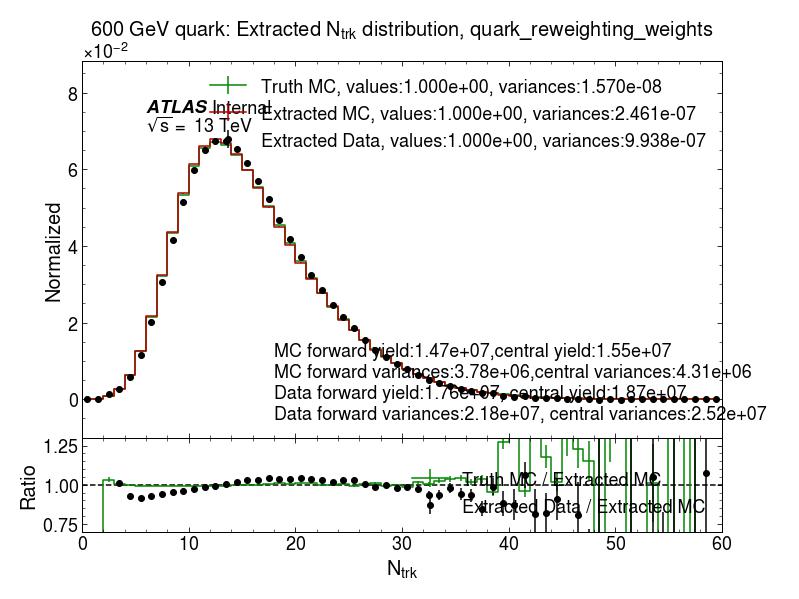 600 GeV quark: Extracted Ntrk distribution, quark_reweighting_weights
×10−2
Truth MC, values:1.000e+00, variances:1.570e-08
ATLAS Internal
Extracted MC, values:1.000e+00, variances:2.461e-07
√s = 13 TeV
Extracted Data, values:1.000e+00, variances:9.938e-07
8
6
4
2
0
Normalized
MC forward yield:1.47e+07,central yield:1.55e+07
MC forward variances:3.78e+06,central variances:4.31e+06
Data forward yield:1.76e+07, central yield:1.87e+07
Data forward variances:2.18e+07, central variances:2.52e+07
1.25
1.00
0.75
Ratio
Truth MC / Extracted MC
Extracted Data / Extracted MC
0 10 20 30 40 50 60
Ntrk